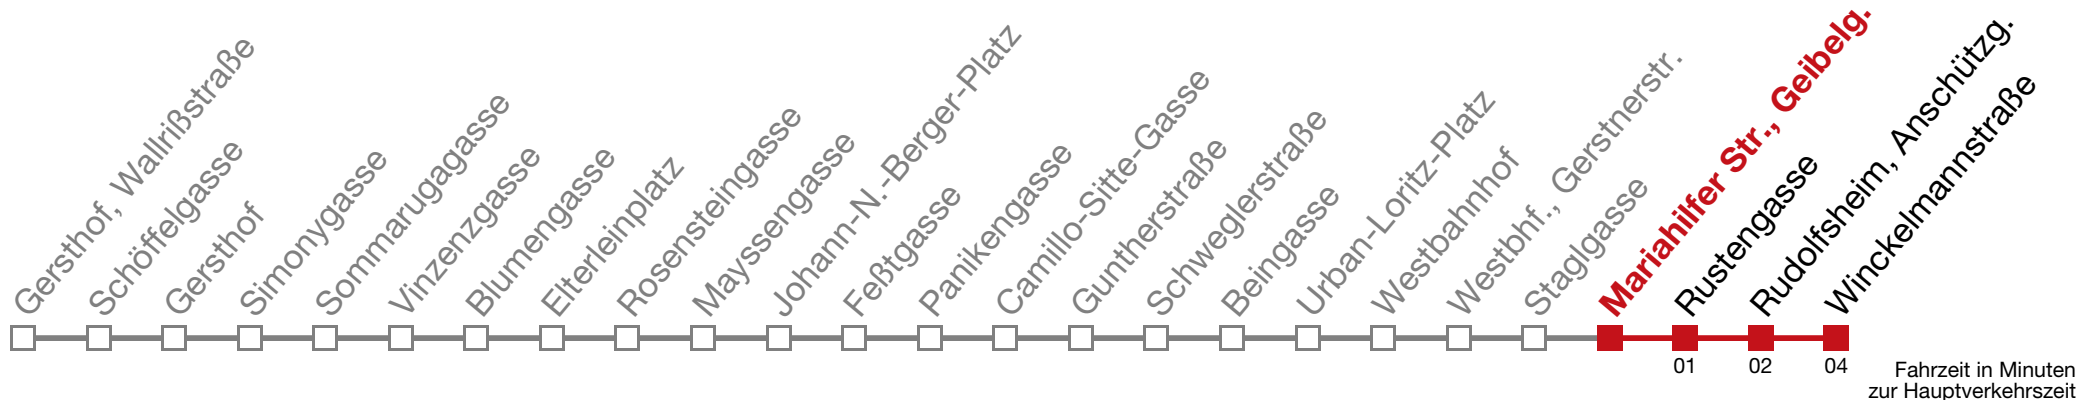 Gersthof, Wallrißstraße
Schöffelgasse
Gersthof
Simonygasse
Sommarugagasse
Vinzenzgasse
Blumengasse
Elterleinplatz
Rosensteingasse
Mayssengasse
Johann-N.-Berger-Platz
Feßtgasse
Panikengasse
Camillo-Sitte-Gasse
Guntherstraße
Schweglerstraße
Beingasse
Urban-Loritz-Platz
Westbahnhof
Westbhf., Gerstnerstr.
Staglgasse
Mariahilfer Str., Geibelg.
Rustengasse
Rudolfsheim, Anschützg.
Winckelmannstraße
01 02 04
Fahrzeit in Minuten
zur Hauptverkehrszeit